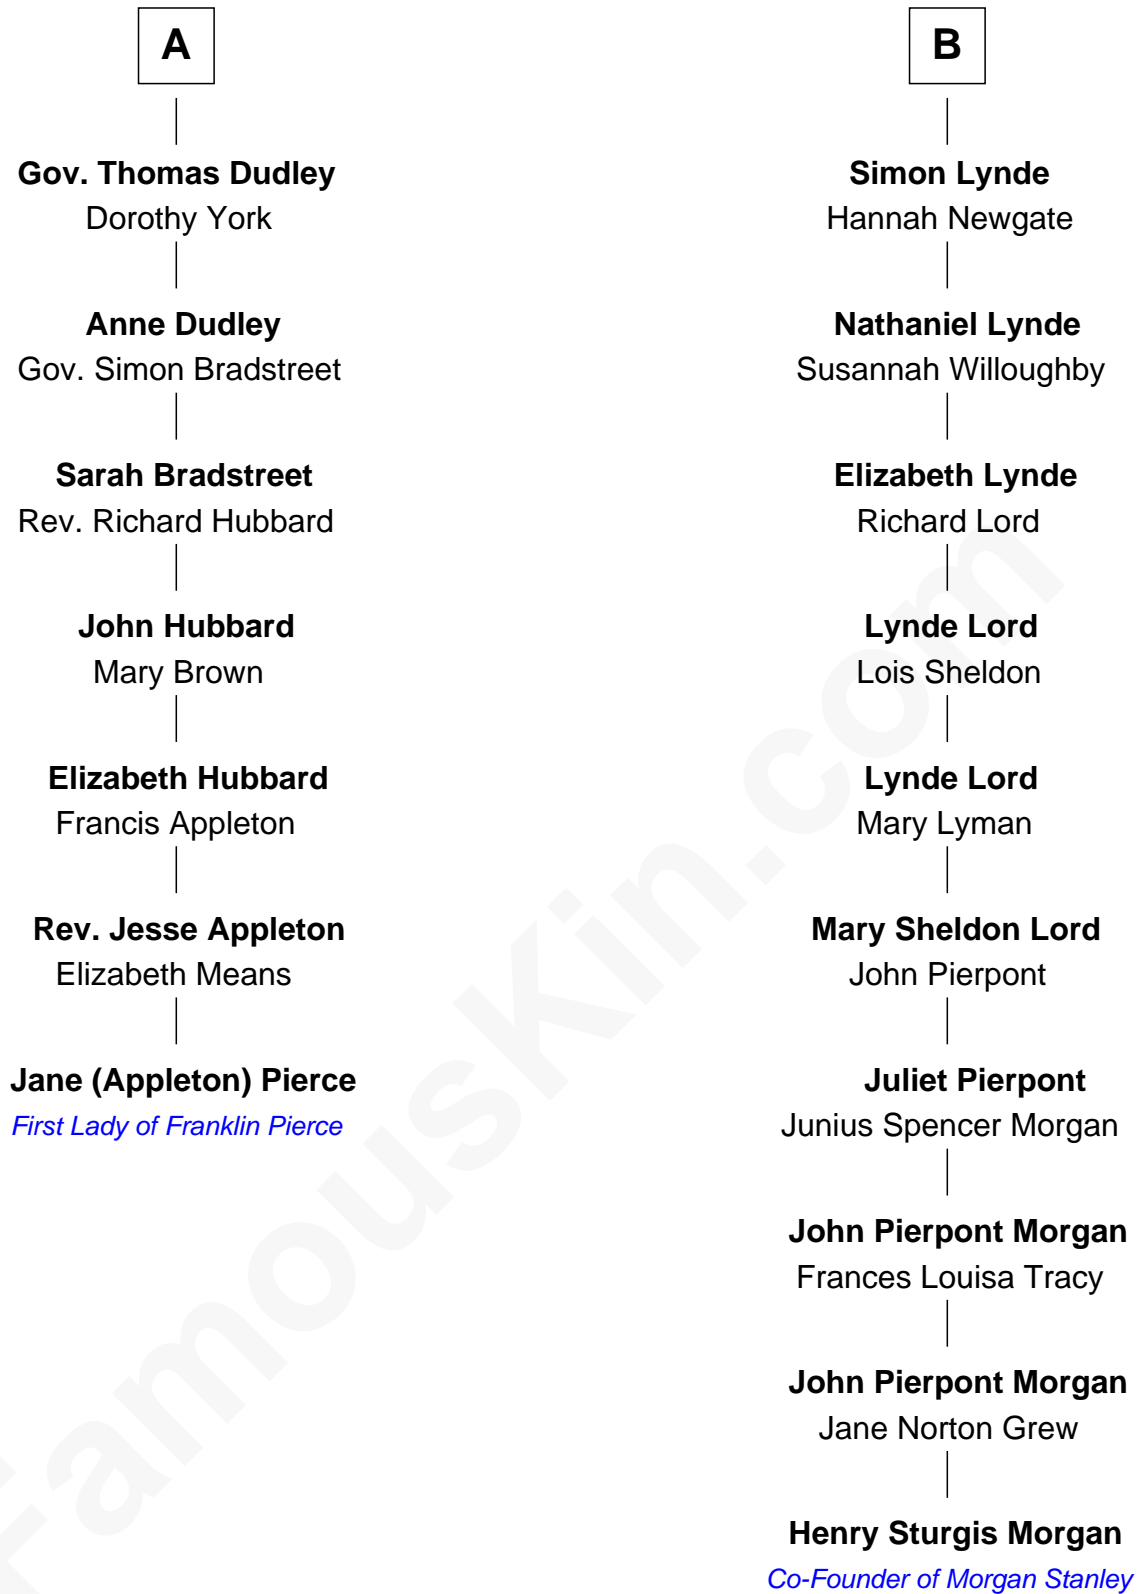 A
Gov. Thomas Dudley
Dorothy York
Anne Dudley
Gov. Simon Bradstreet
Sarah Bradstreet
Rev. Richard Hubbard
John Hubbard
Mary Brown
Elizabeth Hubbard
Francis Appleton
Rev. Jesse Appleton
Elizabeth Means
Jane (Appleton) Pierce
First Lady of Franklin Pierce
B
Simon Lynde
Hannah Newgate
Nathaniel Lynde
Susannah Willoughby
Elizabeth Lynde
Richard Lord
Lynde Lord
Lois Sheldon
Lynde Lord
Mary Lyman
Mary Sheldon Lord
John Pierpont
Juliet Pierpont
Junius Spencer Morgan
John Pierpont Morgan
Frances Louisa Tracy
John Pierpont Morgan
Jane Norton Grew
Henry Sturgis Morgan
Co-Founder of Morgan Stanley
FamousKin.com